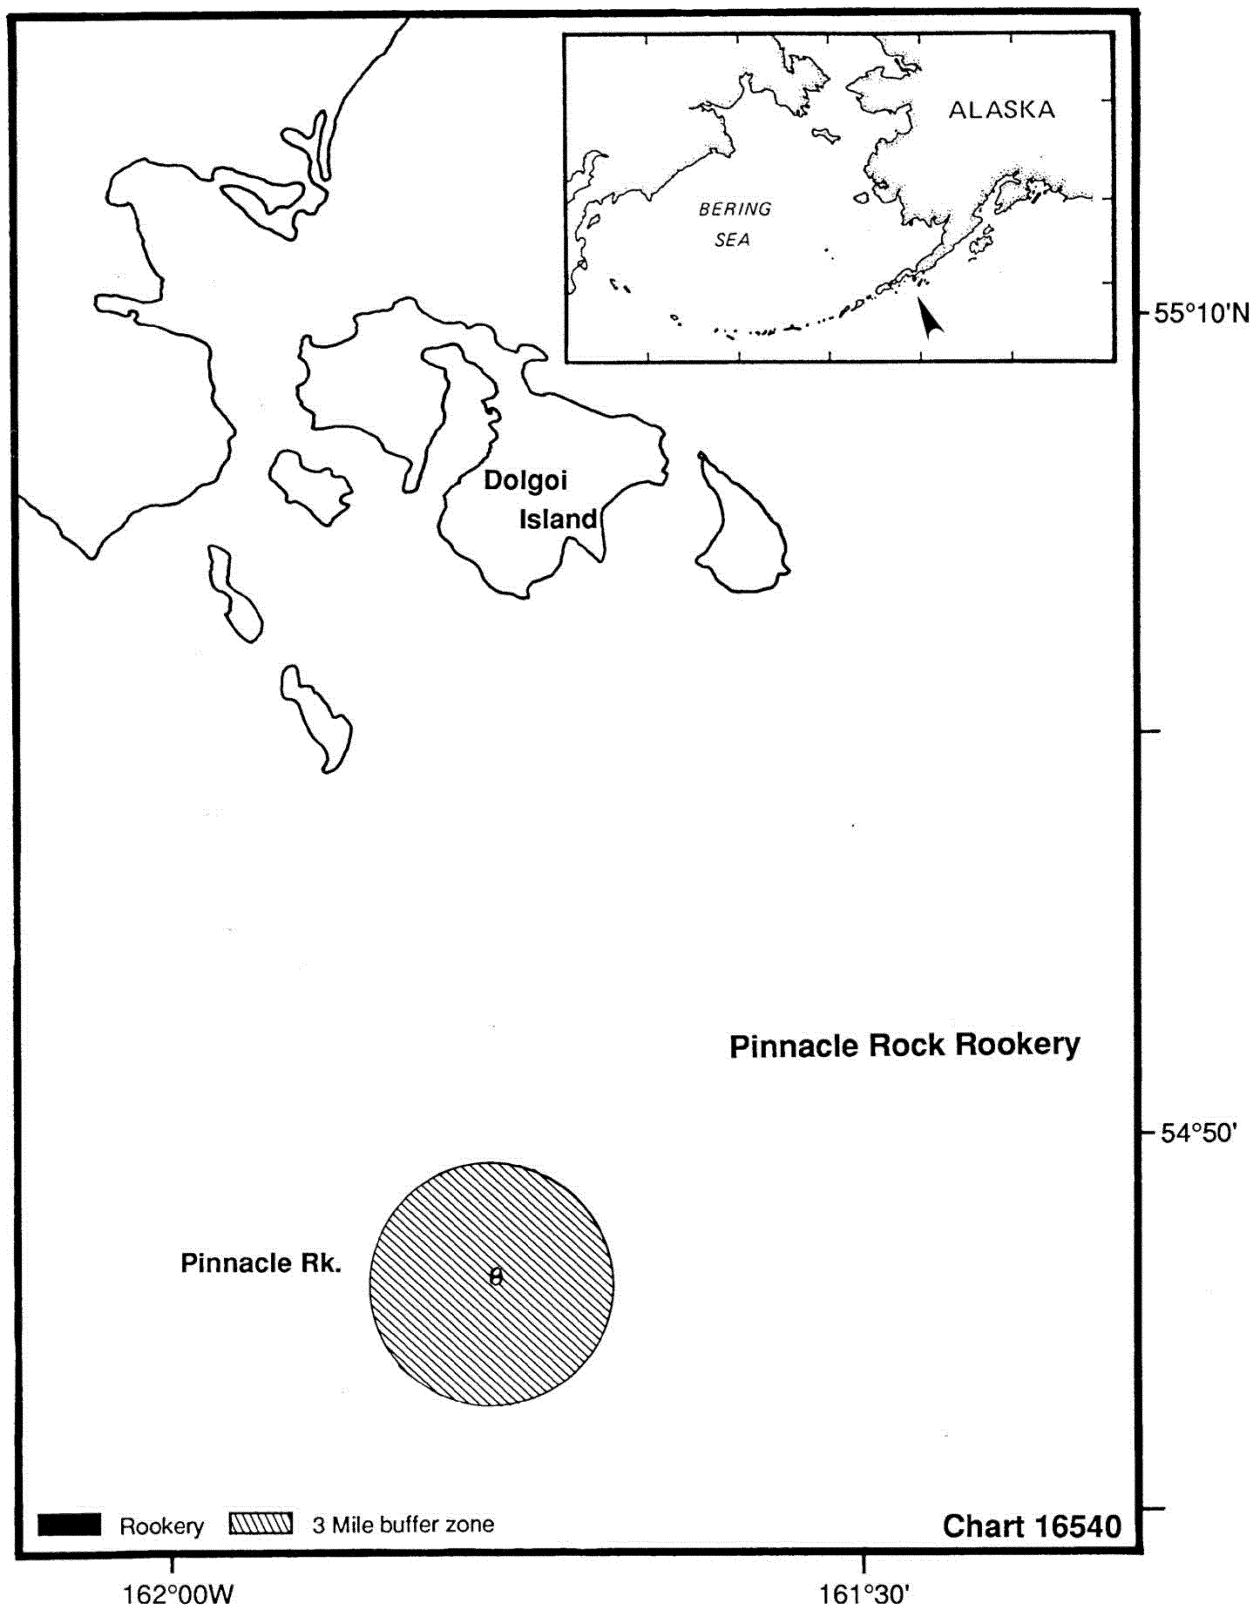 ALASKA
BERING
SEA
55°10'N
Dolgoi
Island
Pinnacle Rock Rookery
54°50'
Pinnacle Rk.
Rookery
3 Mile buffer zone
Chart 16540
162°00W
161°30'